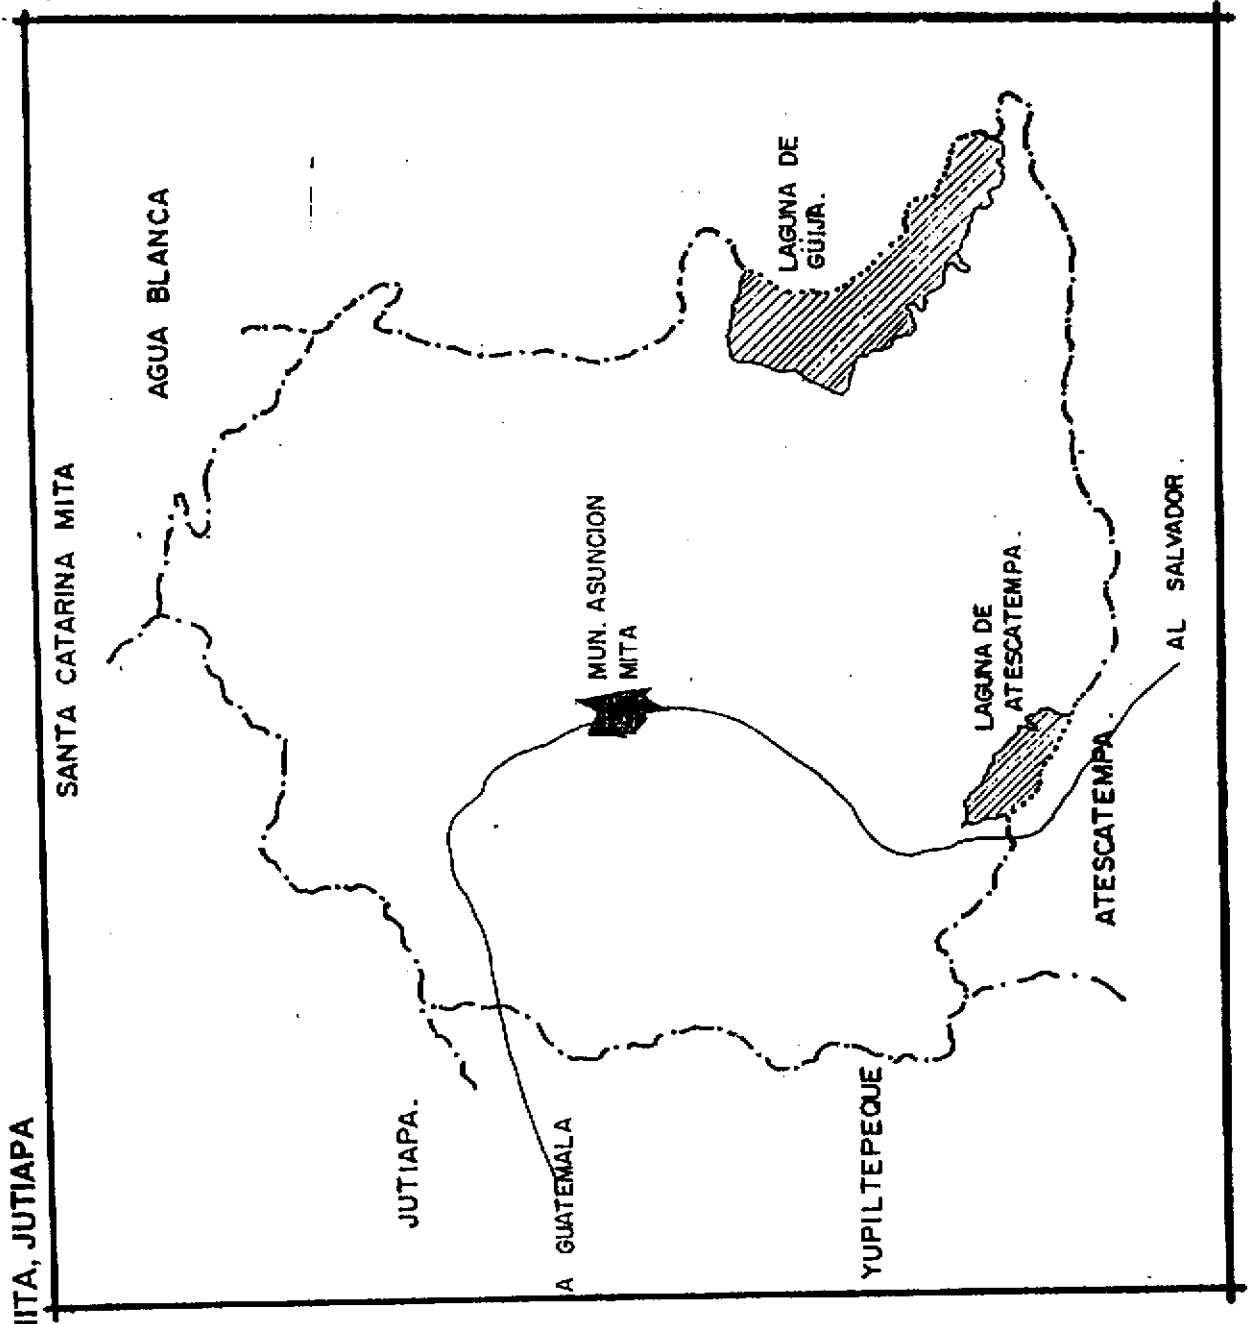 MITA, JUTIAPA
SANTA CATARINA MITA
AGUA BLANCA
JUTIAPA.
A GUATEMALA
MUN. ASUNCION
MITA
LAGUNA DE
GÜIJA.
YUPILTEPEQUE
LAGUNA DE
ATESCATEMPA.
ATESCATEMPA.
AL SALVADOR.